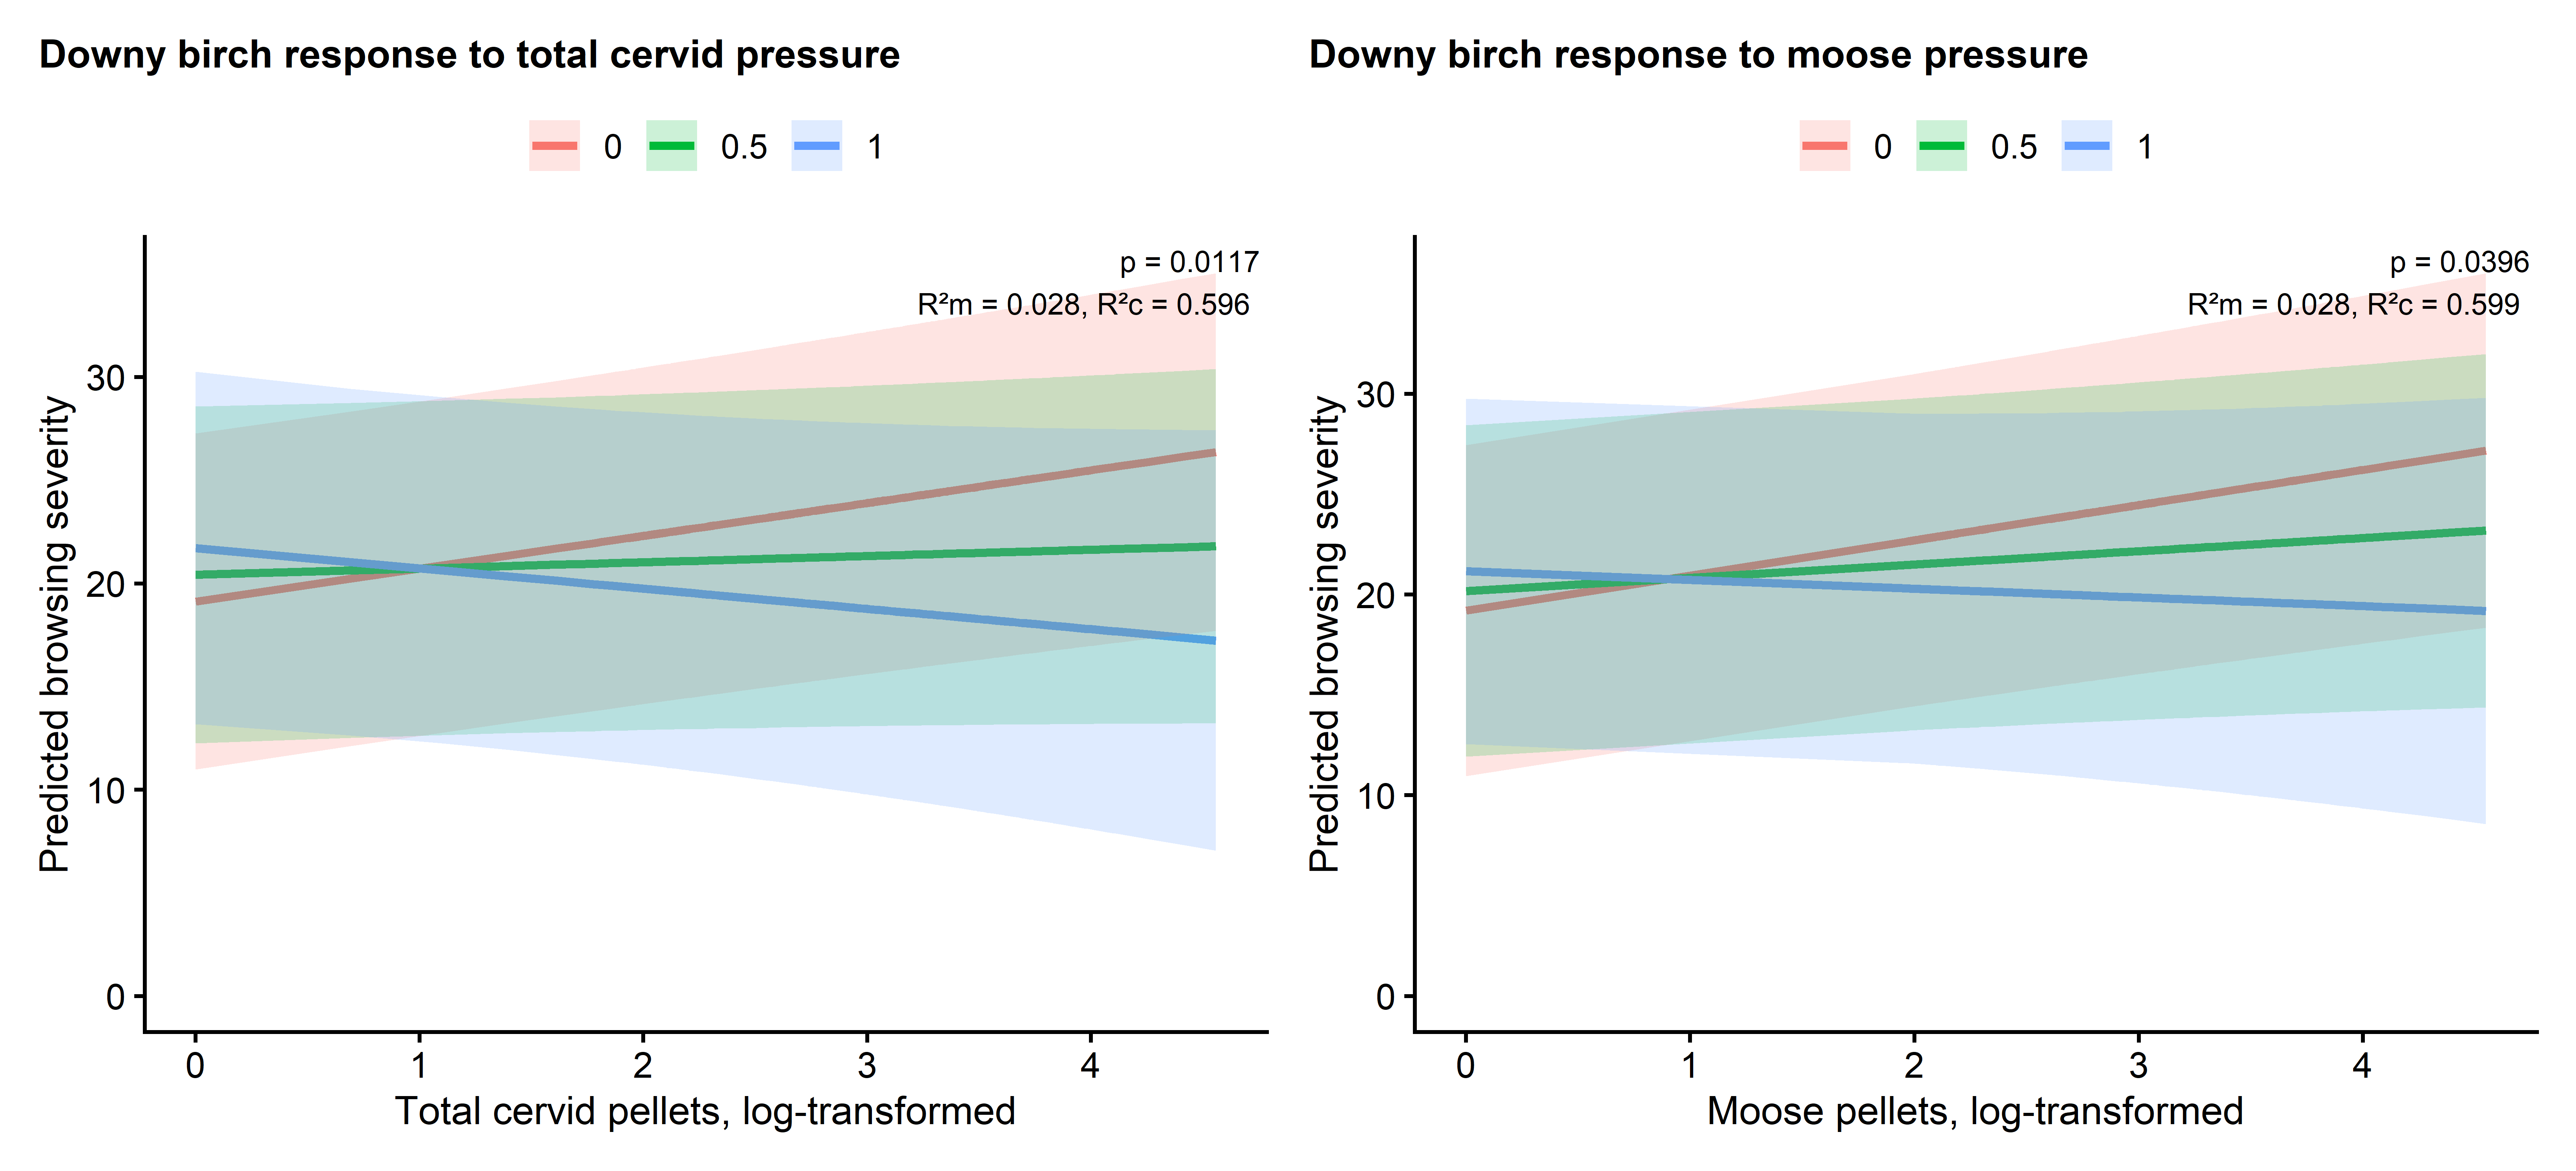 Downy birch response to total cervid pressure
0 0.5 1
p = 0.0117
R²m = 0.028, R²c = 0.596
Predicted browsing severity
30
20
10
0
0 1 2 3 4
Total cervid pellets, log-transformed
Downy birch response to moose pressure
0 0.5 1
p = 0.0396
R²m = 0.028, R²c = 0.599
Predicted browsing severity
30
20
10
0
0 1 2 3 4
Moose pellets, log-transformed